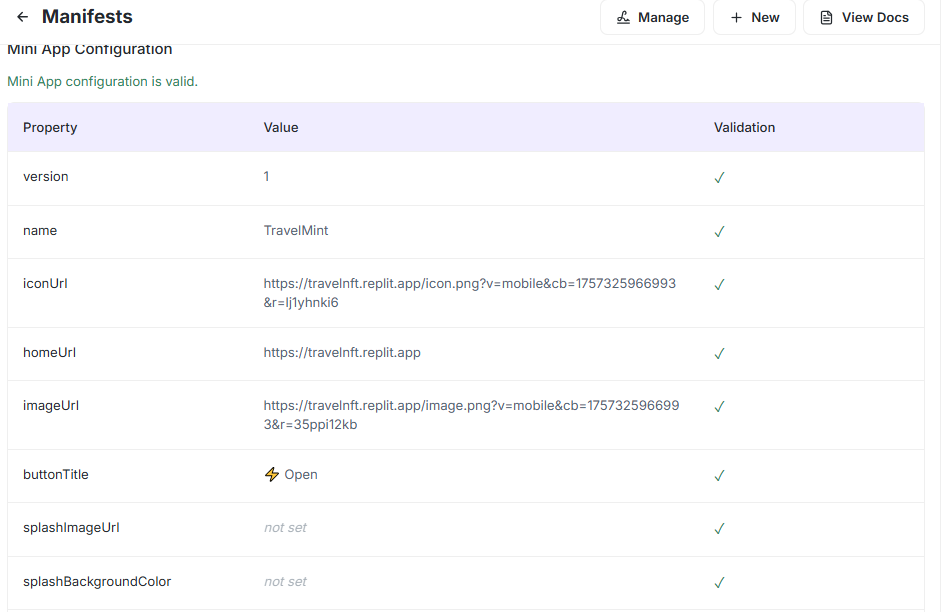 ← Manifests
Manage
+ New
View Docs
Mini App Configuration
Mini App configuration is valid.
Property Value Validation
version 1 ✓
name TravelMint ✓
iconUrl https://travelnft.replit.app/icon.png?v=mobile&cb=1757325966993 ✓
&r=lj1yhnki6
homeUrl https://travelnft.replit.app ✓
imageUrl https://travelnft.replit.app/image.png?v=mobile&cb=175732596699 ✓
3&r=35ppi12kb
buttonTitle ⚡ Open ✓
splashImageUrl not set ✓
splashBackgroundColor not set ✓